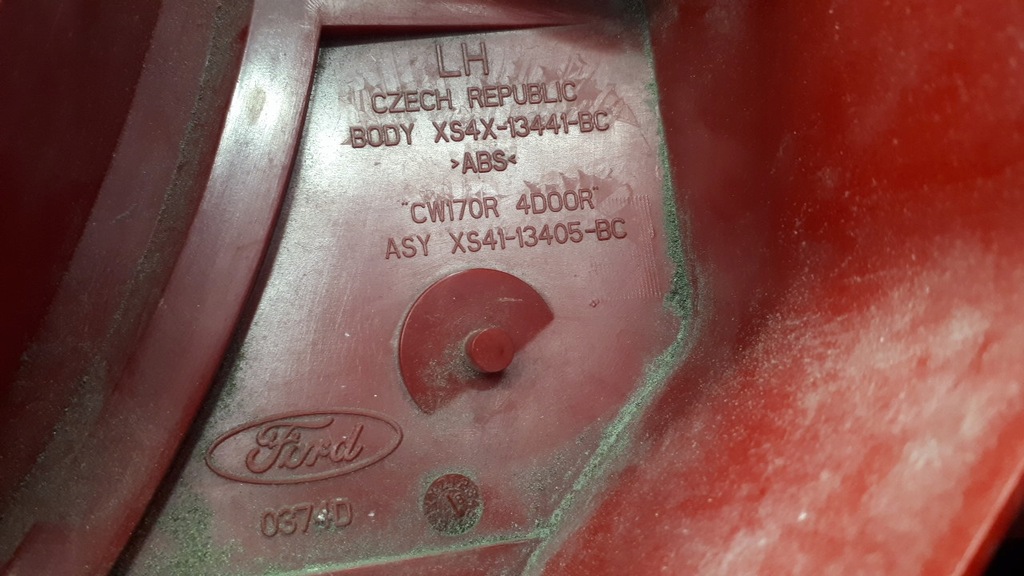 LH
CZECH REPUBLIC
BODY XS4X-13441-BC
>ABS<
"CW170R 4DOOR"
ASY XS41-13405-BC
Ford
0374D